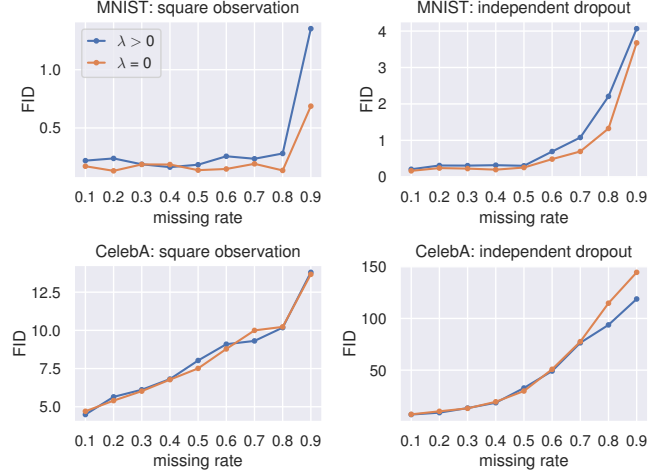 MNIST: square observation
FID
1.0
0.5
λ > 0
λ = 0
0.1 0.2 0.3 0.4 0.5 0.6 0.7 0.8 0.9
missing rate
MNIST: independent dropout
FID
4
3
2
1
0
0.1 0.2 0.3 0.4 0.5 0.6 0.7 0.8 0.9
missing rate
CelebA: square observation
FID
12.5
10.0
7.5
5.0
0.1 0.2 0.3 0.4 0.5 0.6 0.7 0.8 0.9
missing rate
CelebA: independent dropout
FID
150
100
50
0.1 0.2 0.3 0.4 0.5 0.6 0.7 0.8 0.9
missing rate